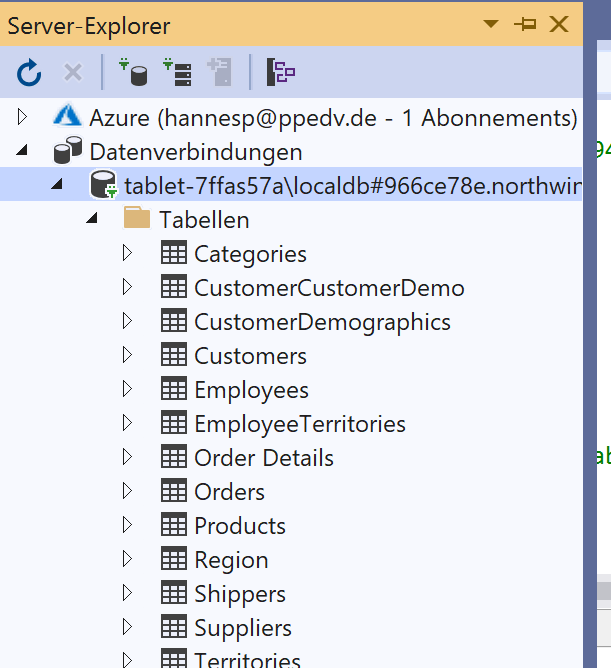 Server-Explorer
Azure (hannesp@ppedv.de - 1 Abonnements)
Datenverbindungen
tablet-7ffas57a\localdb#966ce78e.northwin
Tabellen
Categories
CustomerCustomerDemo
CustomerDemographics
Customers
Employees
EmployeeTerritories
Order Details
Orders
Products
Region
Shippers
Suppliers
Territories